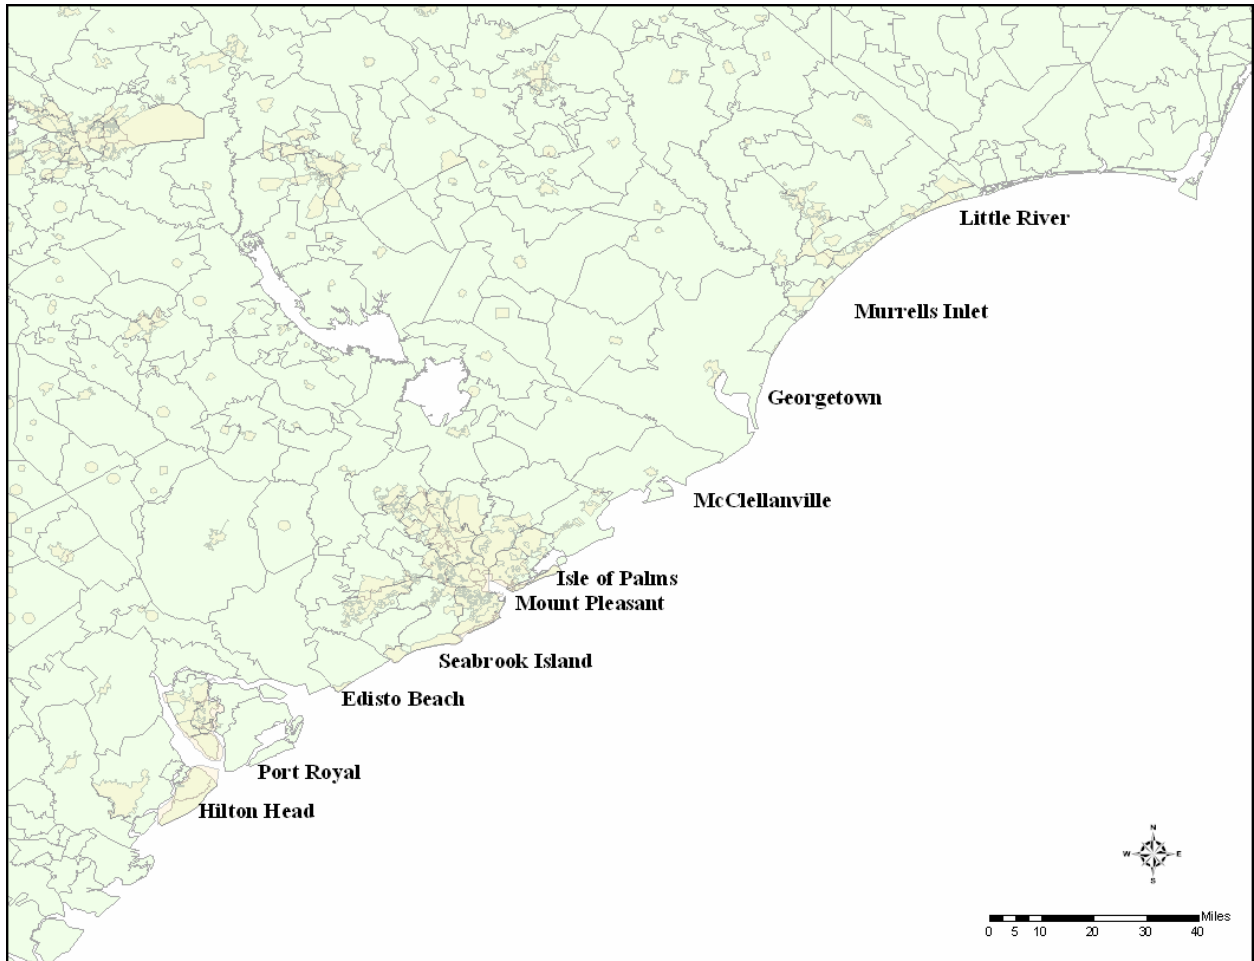 Little River
Murrells Inlet
Georgetown
McClellanville
Isle of Palms
Mount Pleasant
Seabrook Island
Edisto Beach
Port Royal
Hilton Head
N
W E
S
Miles
0 5 10 20 30 40